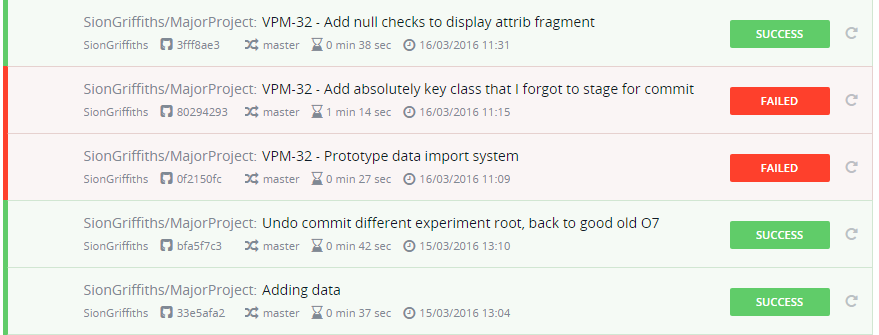 SionGriffiths/MajorProject: VPM-32 - Add null checks to display attrib fragment
SUCCESS
SionGriffiths 3fff8ae3 master 0 min 38 sec 16/03/2016 11:31
SionGriffiths/MajorProject: VPM-32 - Add absolutely key class that I forgot to stage for commit
FAILED
SionGriffiths 80294293 master 1 min 14 sec 16/03/2016 11:15
SionGriffiths/MajorProject: VPM-32 - Prototype data import system
FAILED
SionGriffiths 0f2150fc master 0 min 27 sec 16/03/2016 11:09
SionGriffiths/MajorProject: Undo commit different experiment root, back to good old O7
SUCCESS
SionGriffiths bfa5f7c3 master 0 min 42 sec 15/03/2016 13:10
SionGriffiths/MajorProject: Adding data
SUCCESS
SionGriffiths 33e5afa2 master 0 min 37 sec 15/03/2016 13:04